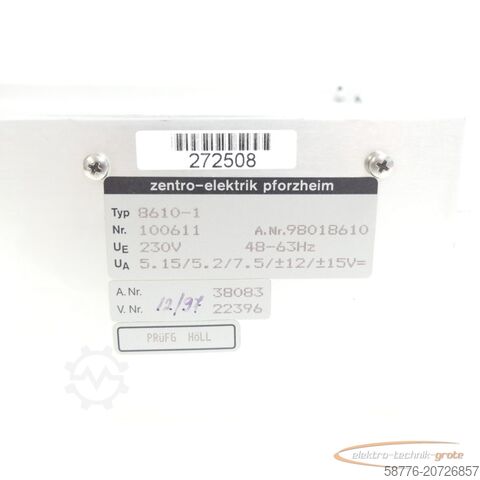 272508
zentro-elektrik pforzheim
Typ 8610-1
Nr. 100611 A.Nr.98018610
UE 230V 48-63Hz
UA 5.15/5.2/7.5/±12/±15V=
A.Nr. 38083
V.Nr. 12/97 22396
PRüFG HöLL
elektro-technik-grote
58776-20726857